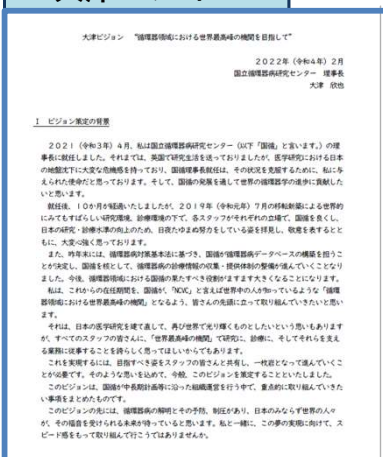 大津ビジョン　“循環器領域における世界最高峰の機関を目指して”
２０２２年（令和４年）２月
国立循環器病研究センター　理事長
大津　欣也
Ⅰ　ビジョン策定の背景
２０２１（令和３年）４月、私は国立循環器病研究センター（以下「国循」と言います。）の理
事長に就任しました。それまでは、英国で研究生活を送っておりましたが、医学研究における日本
の地盤沈下に大変な危機感を持っており、国循理事長就任は、その状況を克服するために、私に与
えられた使命だと思っております。そして、国循の発展を通して世界の循環器学の進歩に貢献した
いと思います。
就任後、１０か月が経過いたしましたが、２０１９年（令和元年）７月の移転新築による世界的
にみてもすばらしい研究環境、診療環境の下で、各スタッフがそれぞれの立場で、国循を良くし、
日本の研究・診療水準の向上のため、日夜たゆまぬ努力をしている姿を拝見し、敬意を表するとと
もに、大変心強く思っております。
また、昨年末には、循環器病対策基本法に基づき、国循が循環器病データベースの構築を担うこ
とが決定し、国循を核として、循環器病の診療情報の収集・提供体制の整備が進んでいくことなり
ました。今後、循環器領域における国循の果たすべき役割がますます大きくなることになります。
私は、これからの在任期間を、国循が、「NCVC」と言えば世界中の人が知っているような「循環
器領域における世界最高峰の機関」となるよう、皆さんの先頭に立って取り組んでいきたいと思い
ます。
それは、日本の医学研究を建て直して、再び世界で光り輝くものとしたいという思いもあります
が、すべてのスタッフの皆さんに、「世界最高峰の機関」で研究に、診療に、そしてそれらを支え
る業務に従事することを誇らしく思ってほしいからでもあります。
これを実現するには、目指すべき姿をスタッフの皆さんと共有し、一枚岩となって進んでいくこ
とが必要です。そのような思いを込めて、今般、このビジョンを策定することといたしました。
このビジョンは、国循が中長期計画等に沿った組織運営を行う中で、重点的に取り組んでいきた
い事項をまとめたものです。
このビジョンの先には、循環器病の解明とその予防、制圧があり、日本のみならず世界の人々
が、その福音を受けられる未来が待っていると思います。私と一緒に、この夢の実現に向けて、ス
ピード感をもって取り組んで行こうではありませんか。